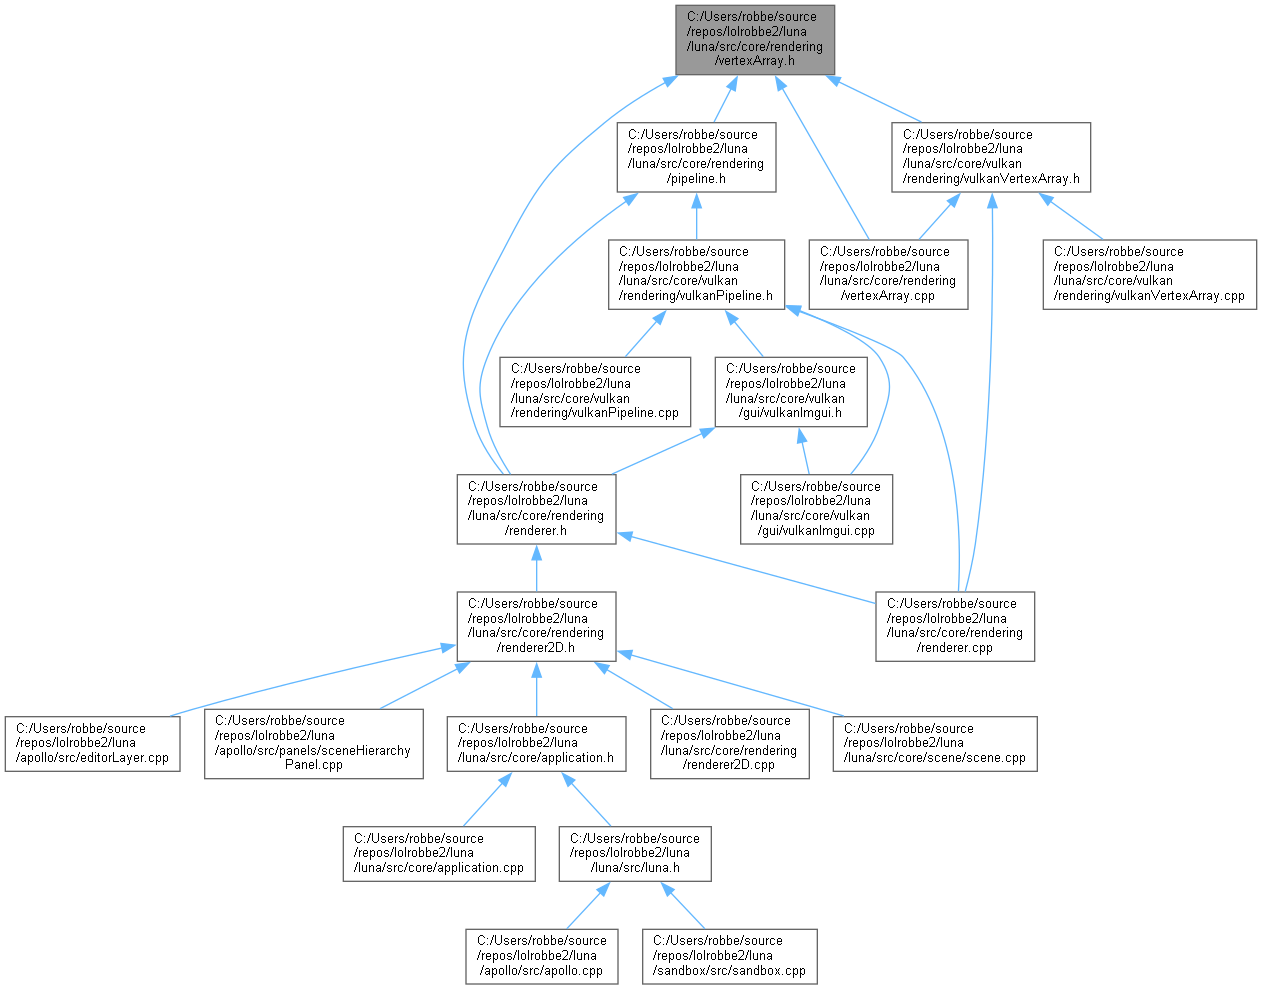 C:/Users/robbe/source
/repos/lolrobbe2/luna
/luna/src/core/rendering
/vertexArray.h
C:/Users/robbe/source
/repos/lolrobbe2/luna
/luna/src/core/rendering
/pipeline.h
C:/Users/robbe/source
/repos/lolrobbe2/luna
/luna/src/core/vulkan
/rendering/vulkanVertexArray.h
C:/Users/robbe/source
/repos/lolrobbe2/luna
/luna/src/core/vulkan
/rendering/vulkanPipeline.h
C:/Users/robbe/source
/repos/lolrobbe2/luna
/luna/src/core/rendering
/vertexArray.cpp
C:/Users/robbe/source
/repos/lolrobbe2/luna
/luna/src/core/vulkan
/rendering/vulkanVertexArray.cpp
C:/Users/robbe/source
/repos/lolrobbe2/luna
/luna/src/core/vulkan
/rendering/vulkanPipeline.cpp
C:/Users/robbe/source
/repos/lolrobbe2/luna
/luna/src/core/vulkan
/gui/vulkanImgui.h
C:/Users/robbe/source
/repos/lolrobbe2/luna
/luna/src/core/rendering
/renderer.h
C:/Users/robbe/source
/repos/lolrobbe2/luna
/luna/src/core/vulkan
/gui/vulkanImgui.cpp
C:/Users/robbe/source
/repos/lolrobbe2/luna
/luna/src/core/rendering
/renderer2D.h
C:/Users/robbe/source
/repos/lolrobbe2/luna
/luna/src/core/rendering
/renderer.cpp
C:/Users/robbe/source
/repos/lolrobbe2/luna
/apollo/src/editorLayer.cpp
C:/Users/robbe/source
/repos/lolrobbe2/luna
/apollo/src/panels/sceneHierarchy
Panel.cpp
C:/Users/robbe/source
/repos/lolrobbe2/luna
/luna/src/core/application.h
C:/Users/robbe/source
/repos/lolrobbe2/luna
/luna/src/core/rendering
/renderer2D.cpp
C:/Users/robbe/source
/repos/lolrobbe2/luna
/luna/src/core/scene/scene.cpp
C:/Users/robbe/source
/repos/lolrobbe2/luna
/luna/src/core/application.cpp
C:/Users/robbe/source
/repos/lolrobbe2/luna
/luna/src/luna.h
C:/Users/robbe/source
/repos/lolrobbe2/luna
/apollo/src/apollo.cpp
C:/Users/robbe/source
/repos/lolrobbe2/luna
/sandbox/src/sandbox.cpp